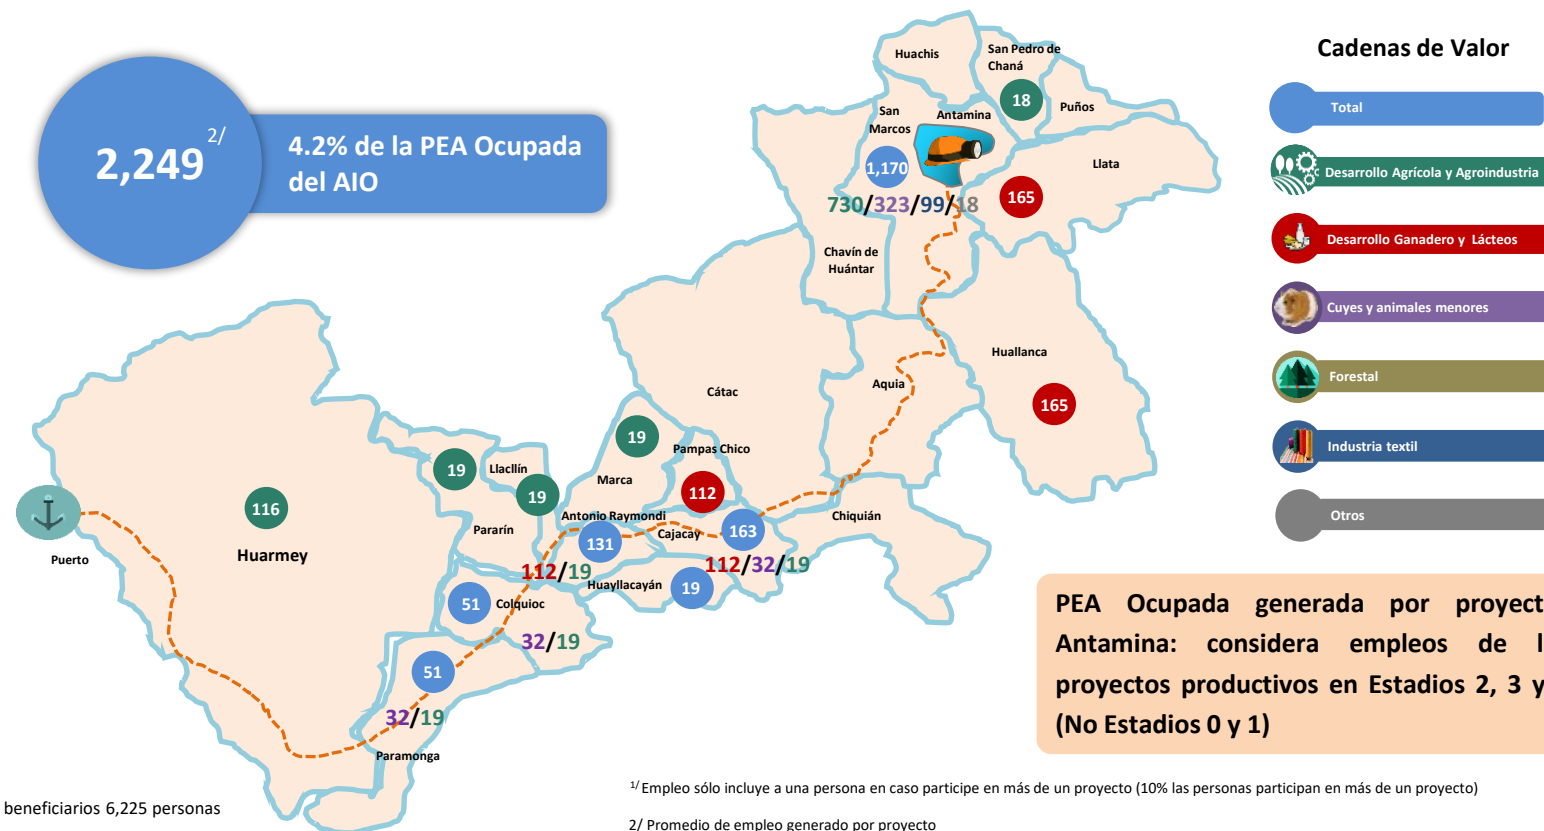 2,249 2/
4.2% de la PEA Ocupada
del AIO
Huachis
San Pedro de
Chaná
18
Puños
San
Marcos
Antamina
1,170
730/323/99/18
Llata
165
Chavín de
Huántar
Huallanca
165
Aquia
Cátac
19
Pampas Chico
112
Marca
Llacllín
19
19
Pararín
Antonio Raymondi
131
112/19
Cajacay
163
112/32/19
Chiquián
Huayllacayán
19
51
Colquioc
32/19
51
32/19
Paramonga
116
Huarmey
Puerto
Cadenas de Valor
Total
Desarrollo Agrícola y Agroindustria
Desarrollo Ganadero y Lácteos
Cuyes y animales menores
Forestal
Industria textil
Otros
PEA Ocupada generada por proyect
Antamina: considera empleos de l
proyectos productivos en Estadios 2, 3 y
(No Estadios 0 y 1)
beneficiarios 6,225 personas
1/ Empleo sólo incluye a una persona en caso participe en más de un proyecto (10% las personas participan en más de un proyecto)
2/ Promedio de empleo generado por proyecto